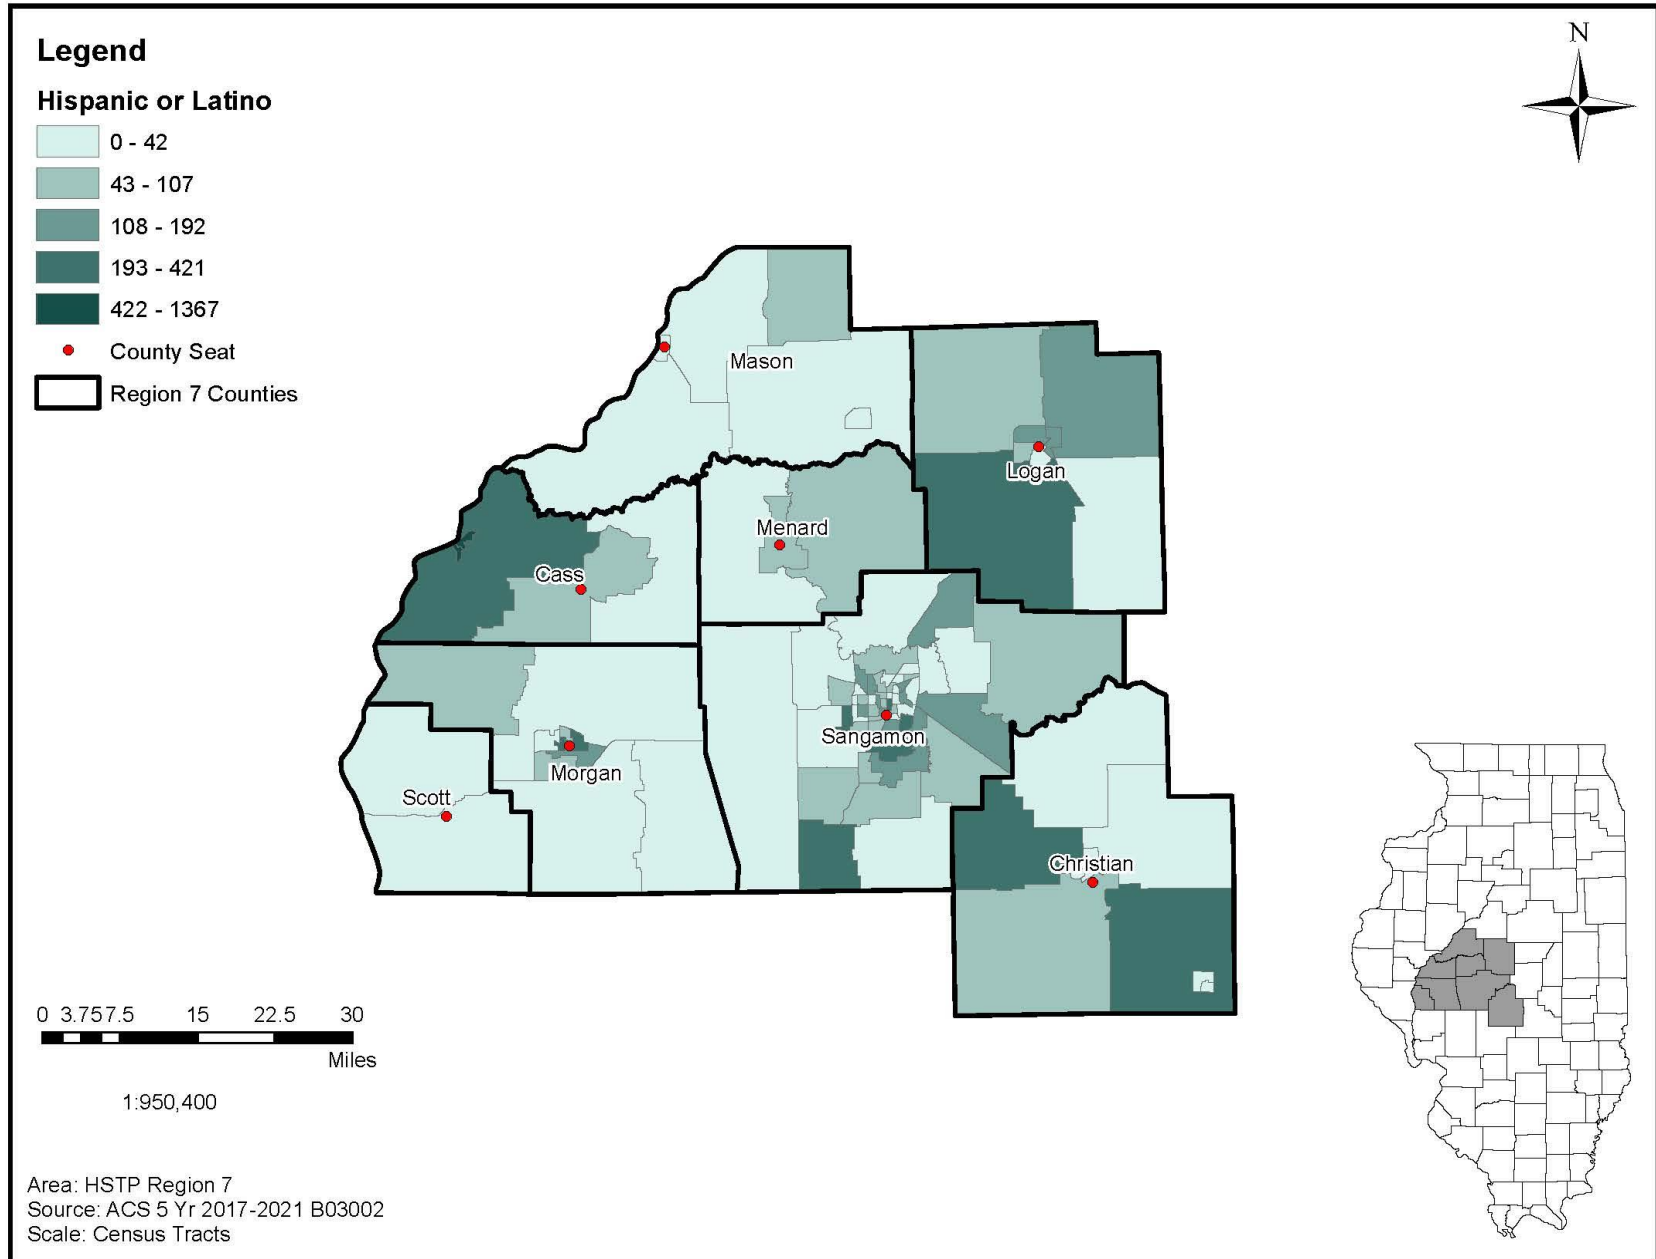 Legend
Hispanic or Latino
0 - 42
43 - 107
108 - 192
193 - 421
422 - 1367
County Seat
Region 7 Counties
N
Mason
Logan
Menard
Cass
Sangamon
Morgan
Scott
Christian
0 3.75 7.5 15 22.5 30
Miles
1:950,400
Area: HSTP Region 7
Source: ACS 5 Yr 2017-2021 B03002
Scale: Census Tracts